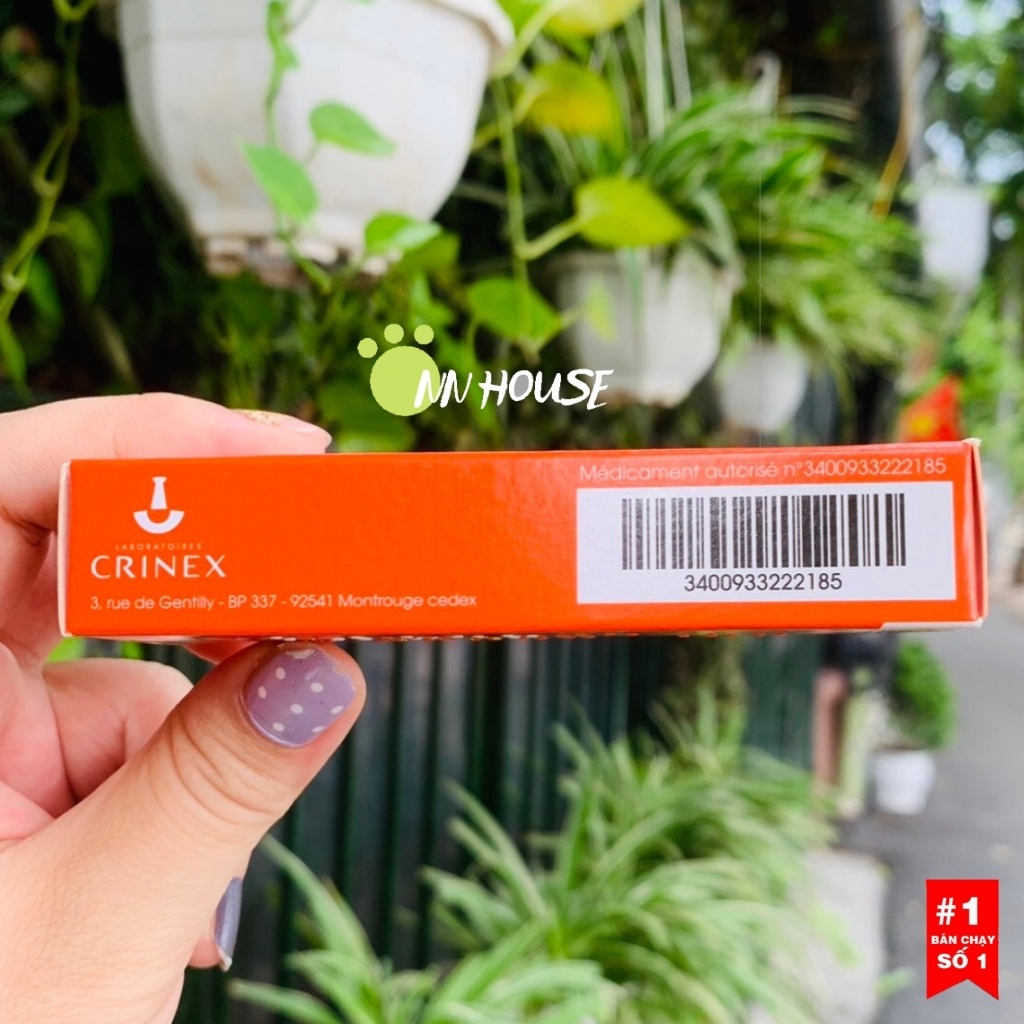 NN HOUSE
Médicament autorisé n°3400933222185
LABORATOIRES
CRINEX
3, rue de Gentilly - BP 337 - 92541 Montrouge cedex
3400933222185
#1
BÁN CHẠY
SỐ 1